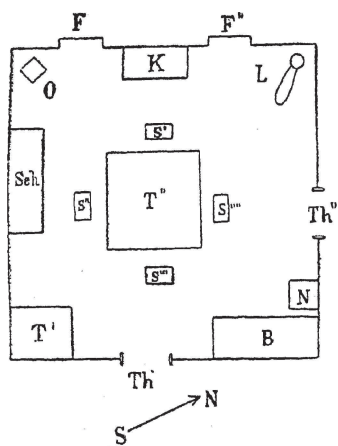 F F"
K
O L
S'
Seh S" T" S"" Th"
S"'
N
T' B
Th'
N
S